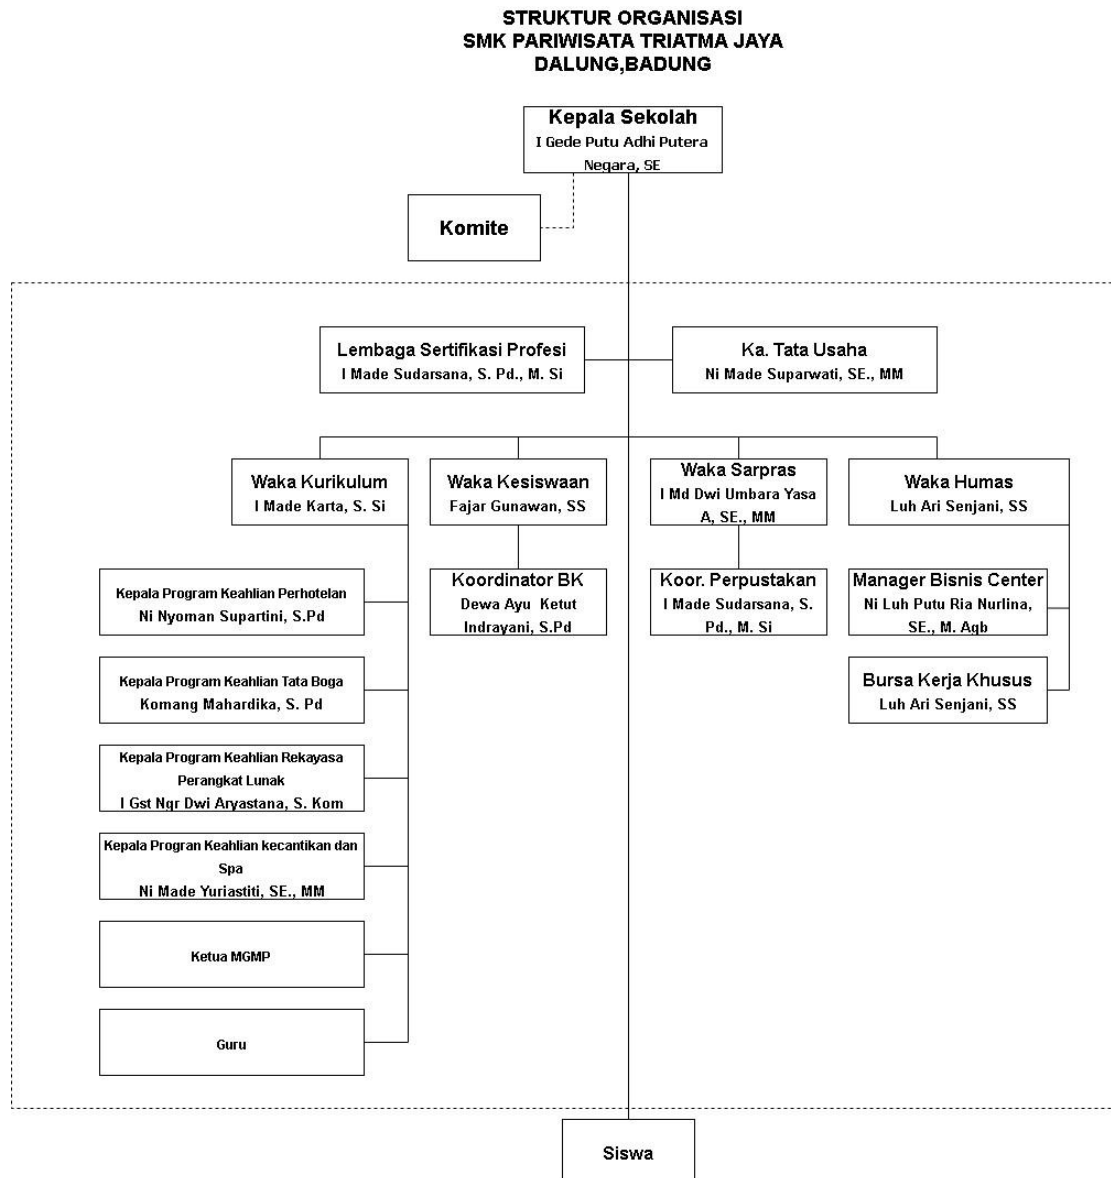 STRUKTUR ORGANISASI
SMK PARIWISATA TRIATMA JAYA
DALUNG,BADUNG
Kepala Sekolah
I Gede Putu Adhi Putera
Negara, SE
Komite
Lembaga Sertifikasi Profesi
I Made Sudarsana, S. Pd., M. Si
Ka. Tata Usaha
Ni Made Suparwati, SE., MM
Waka Kurikulum
I Made Karta, S. Si
Waka Kesiswaan
Fajar Gunawan, SS
Waka Sarpras
I Md Dwi Umbara Yasa
A, SE., MM
Waka Humas
Luh Ari Senjani, SS
Kepala Program Keahlian Perhotelan
Ni Nyoman Supartini, S.Pd
Koordinator BK
Dewa Ayu Ketut
Indrayani, S.Pd
Koor. Perpustakan
I Made Sudarsana, S.
Pd., M. Si
Manager Bisnis Center
Ni Luh Putu Ria Nurlina,
SE., M. Agb
Kepala Program Keahlian Tata Boga
Komang Mahardika, S. Pd
Bursa Kerja Khusus
Luh Ari Senjani, SS
Kepala Program Keahlian Rekayasa
Perangkat Lunak
I Gst Ngr Dwi Aryastana, S. Kom
Kepala Progran Keahlian kecantikan dan
Spa
Ni Made Yuriastiti, SE., MM
Ketua MGMP
Guru
Siswa